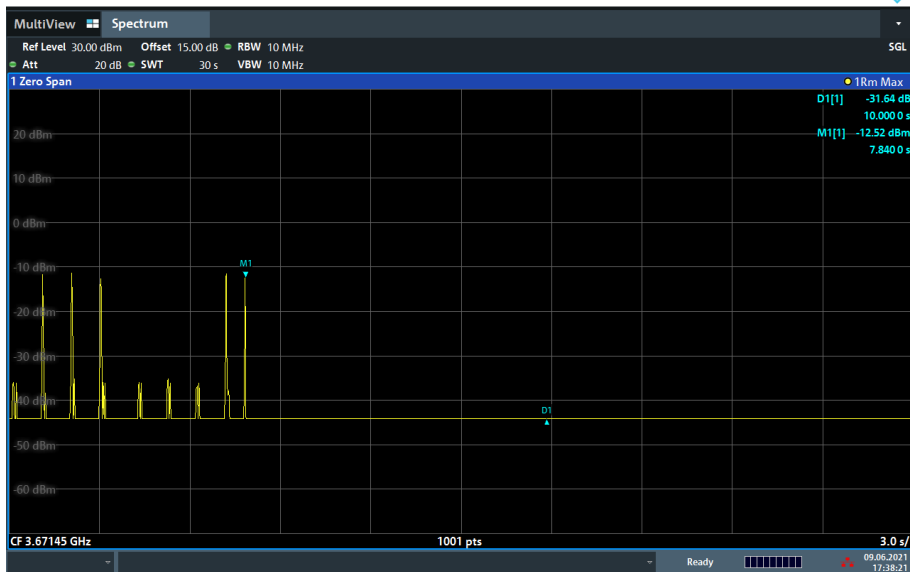 MultiView Spectrum
Ref Level 30.00 dBm Offset 15.00 dB RBW 10 MHz SGL
Att 20 dB SWT 30 s VBW 10 MHz
1 Zero Span 1Rm Max
D1[1] -31.64 dB
10.000 0 s
M1[1] -12.52 dBm
7.840 0 s
20 dBm
10 dBm
0 dBm
-10 dBm
M1
-20 dBm
-30 dBm
-40 dBm
D1
-50 dBm
-60 dBm
CF 3.67145 GHz 1001 pts 3.0 s/
Ready 09.06.2021
17:38:21